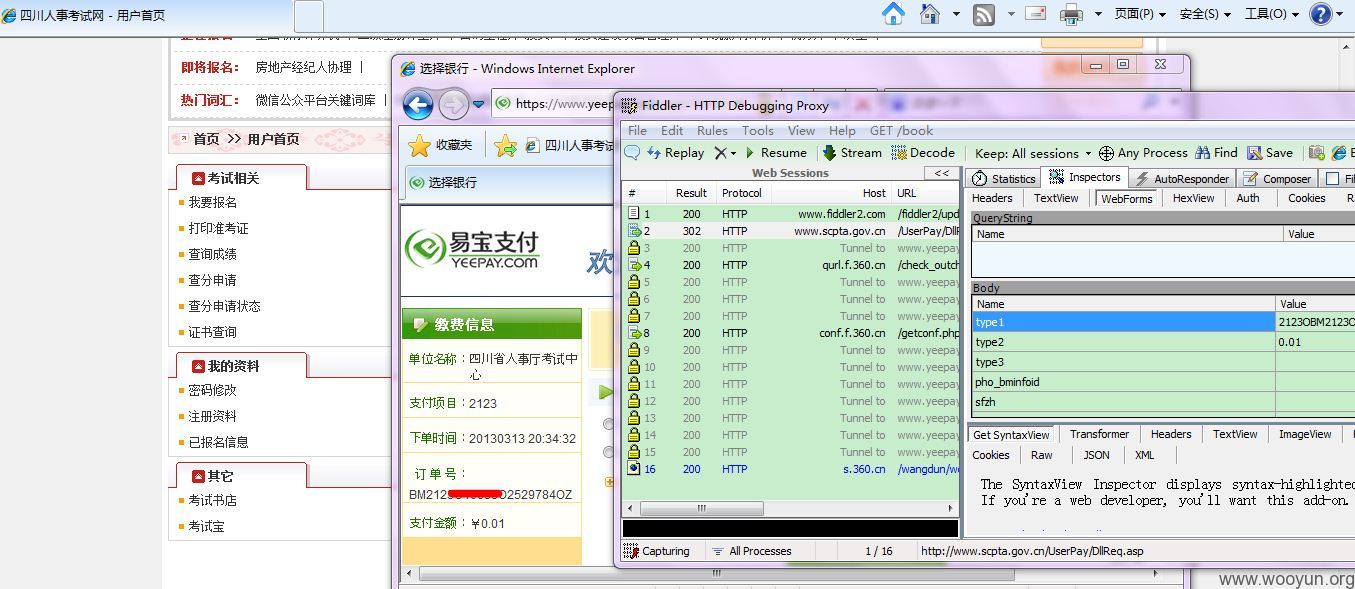 四川人事考试网 - 用户首页
页面(P) 安全(S) 工具(O)
即将报名: 房地产经纪人协理 |
热门词汇: 微信公众平台关键词库 |
首页 >> 用户首页
考试相关
我要报名
打印准考证
查询成绩
查分申请
查分申请状态
证书查询
我的资料
密码修改
注册资料
已报名信息
其它
考试书店
考试宝
选择银行 - Windows Internet Explorer
https://www.yeep
收藏夹 四川人事考试
选择银行
易宝支付
YEEPAY.COM
欢
缴费信息
单位名称:四川省人事厅考试中
心
支付项目:2123
下单时间:20130313 20:34:32
订 单 号:
BM212 O2529784OZ
支付金额:¥0.01
Fiddler - HTTP Debugging Proxy
File Edit Rules Tools View Help GET /book
Replay Resume Stream Decode Keep: All sessions Any Process Find Save
Web Sessions <<
# Result Protocol Host URL
1 200 HTTP www.fiddler2.com /fiddler2/upd
2 302 HTTP www.scpta.gov.cn /UserPay/DllR
3 200 HTTP Tunnel to www.yeepay
4 200 HTTP qurl.f.360.cn /check_outch
5 200 HTTP Tunnel to www.yeepay
6 200 HTTP Tunnel to www.yeepay
7 200 HTTP Tunnel to www.yeepay
8 200 HTTP conf.f.360.cn /getconf.php
9 200 HTTP Tunnel to www.yeepay
10 200 HTTP Tunnel to www.yeepay
11 200 HTTP Tunnel to www.yeepay
12 200 HTTP Tunnel to www.yeepay
13 200 HTTP Tunnel to www.yeepay
14 200 HTTP Tunnel to www.yeepay
15 200 HTTP Tunnel to www.yeepay
16 200 HTTP s.360.cn /wangdun/w
Statistics Inspectors AutoResponder Composer Fi
Headers TextView WebForms HexView Auth Cookies R
QueryString
Name Value
Body
Name Value
type1 2123OBM2123O
type2 0.01
type3
pho_bminfoid
sfzh
Get SyntaxView Transformer Headers TextView ImageView
Cookies Raw JSON XML
The SyntaxView Inspector displays syntax-highlighted
If you're a web developer, you'll want this add-on.
Capturing All Processes 1 / 16 http://www.scpta.gov.cn/UserPay/DllReq.asp
www.wooyun.org